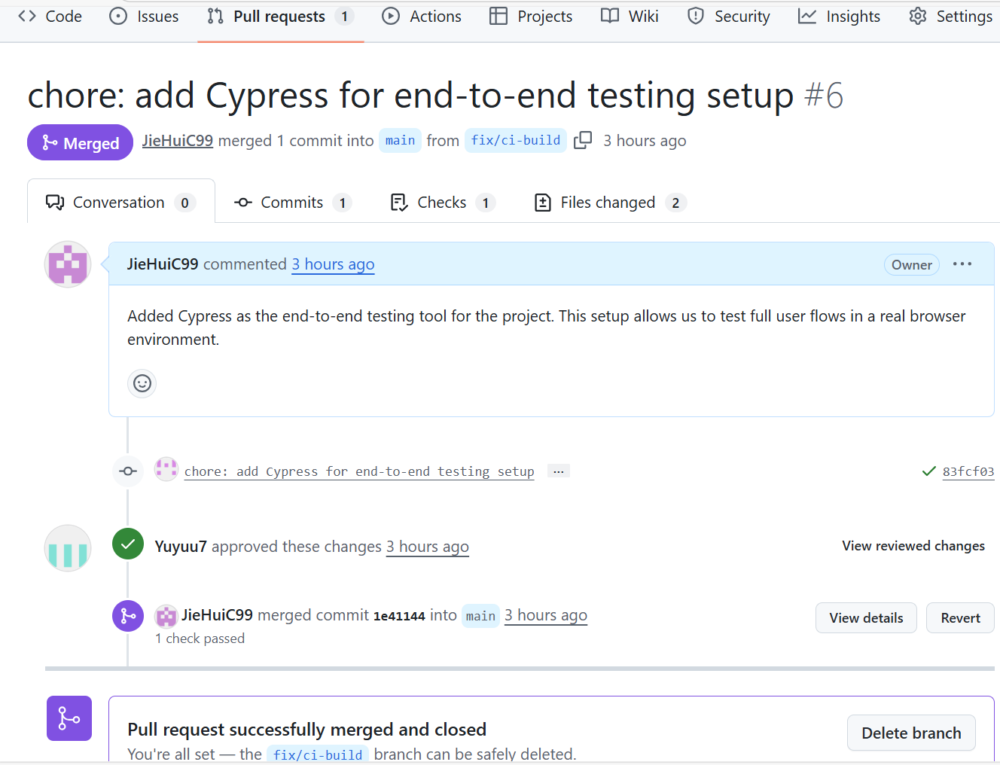 Code Issues Pull requests 1 Actions Projects Wiki Security Insights Settings
chore: add Cypress for end-to-end testing setup #6
Merged JieHuiC99 merged 1 commit into main from fix/ci-build 3 hours ago
Conversation 0 Commits 1 Checks 1 Files changed 2
JieHuiC99 commented 3 hours ago Owner ...
Added Cypress as the end-to-end testing tool for the project. This setup allows us to test full user flows in a real browser
environment.
chore: add Cypress for end-to-end testing setup ... 83fcf03
Yuyuu7 approved these changes 3 hours ago View reviewed changes
JieHuiC99 merged commit 1e41144 into main 3 hours ago View details Revert
1 check passed
Pull request successfully merged and closed Delete branch
You're all set — the fix/ci-build branch can be safely deleted.